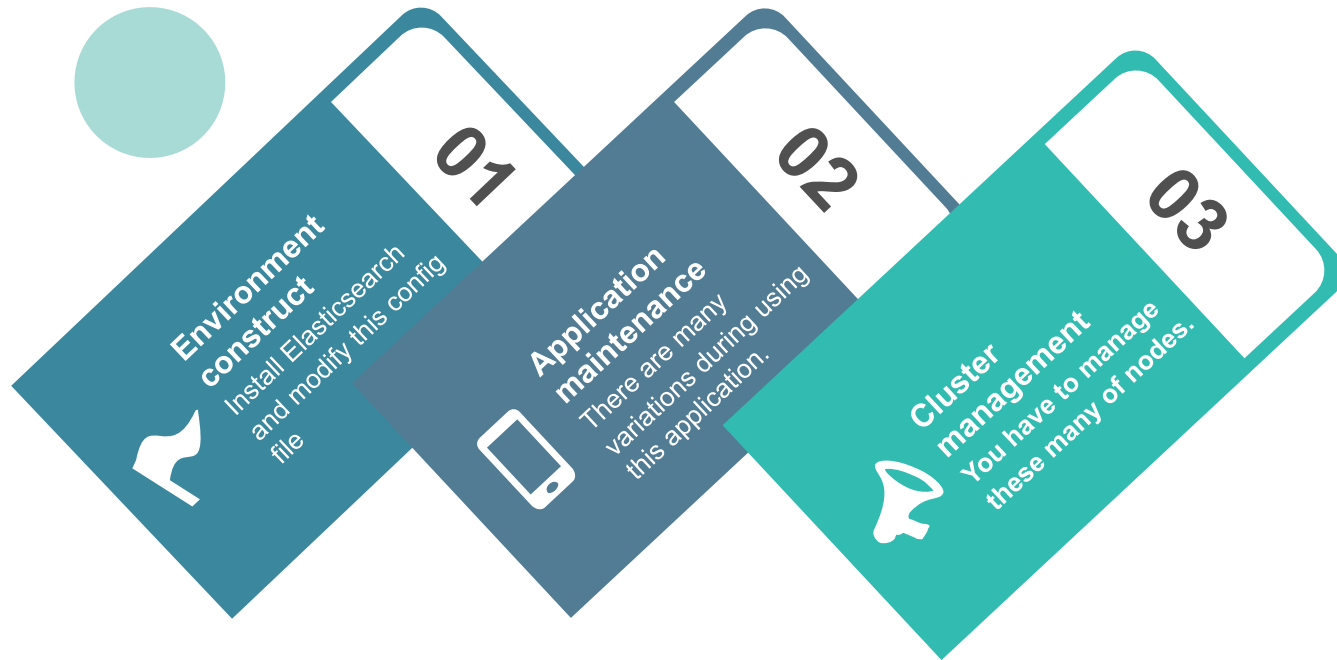 01
Environment
construct
Install Elasticsearch
and modify this config
file
02
Application
maintenance
There are many
variations during using
this application.
03
Cluster
management
You have to manage
these many of nodes.